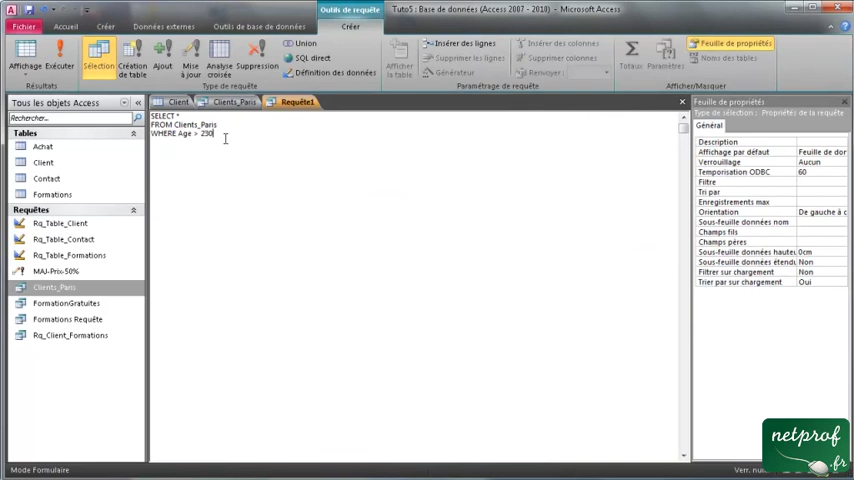 Outils de requête
Tuto5 : Base de données (Access 2007 - 2010) - Microsoft Access
Fichier
Accueil
Créer
Données externes
Outils de base de données
Créer
Affichage
Exécuter
Sélection
Création de table
Ajout
Mise à jour
Analyse croisée
Suppression
Union
SQL direct
Définition des données
Afficher la table
Insérer des lignes
Supprimer les lignes
Générateur
Insérer des colonnes
Supprimer colonnes
Renvoyer :
Totaux
Paramètres
Feuille de propriétés
Noms des tables
Résultats
Type de requête
Paramétrage de requête
Afficher/Masquer
Tous les objets Access
Rechercher...
Tables
Achat
Client
Contact
Formations
Requêtes
Rq_Table_Client
Rq_Table_Contact
Rq_Table_Formations
MAJ-Prix-50%
Clients_Paris
FormationGratuites
Formations Requête
Rq_Client_Formations
Client
Clients_Paris
Requête1
SELECT *
FROM Clients_Paris
WHERE Age > 230
Feuille de propriétés
Type de sélection : Propriétés de la requête
Général
Description
Affichage par défaut Feuille de don
Verrouillage Aucun
Temporisation ODBC 60
Filtre
Tri par
Enregistrements max
Orientation De gauche à d
Sous-feuille données nom
Champs fils
Champs pères
Sous-feuille données hauteu 0cm
Sous-feuille données étendu Non
Filtrer sur chargement Non
Trier par sur chargement Oui
Mode Formulaire
Verr. num.
netprof
.fr